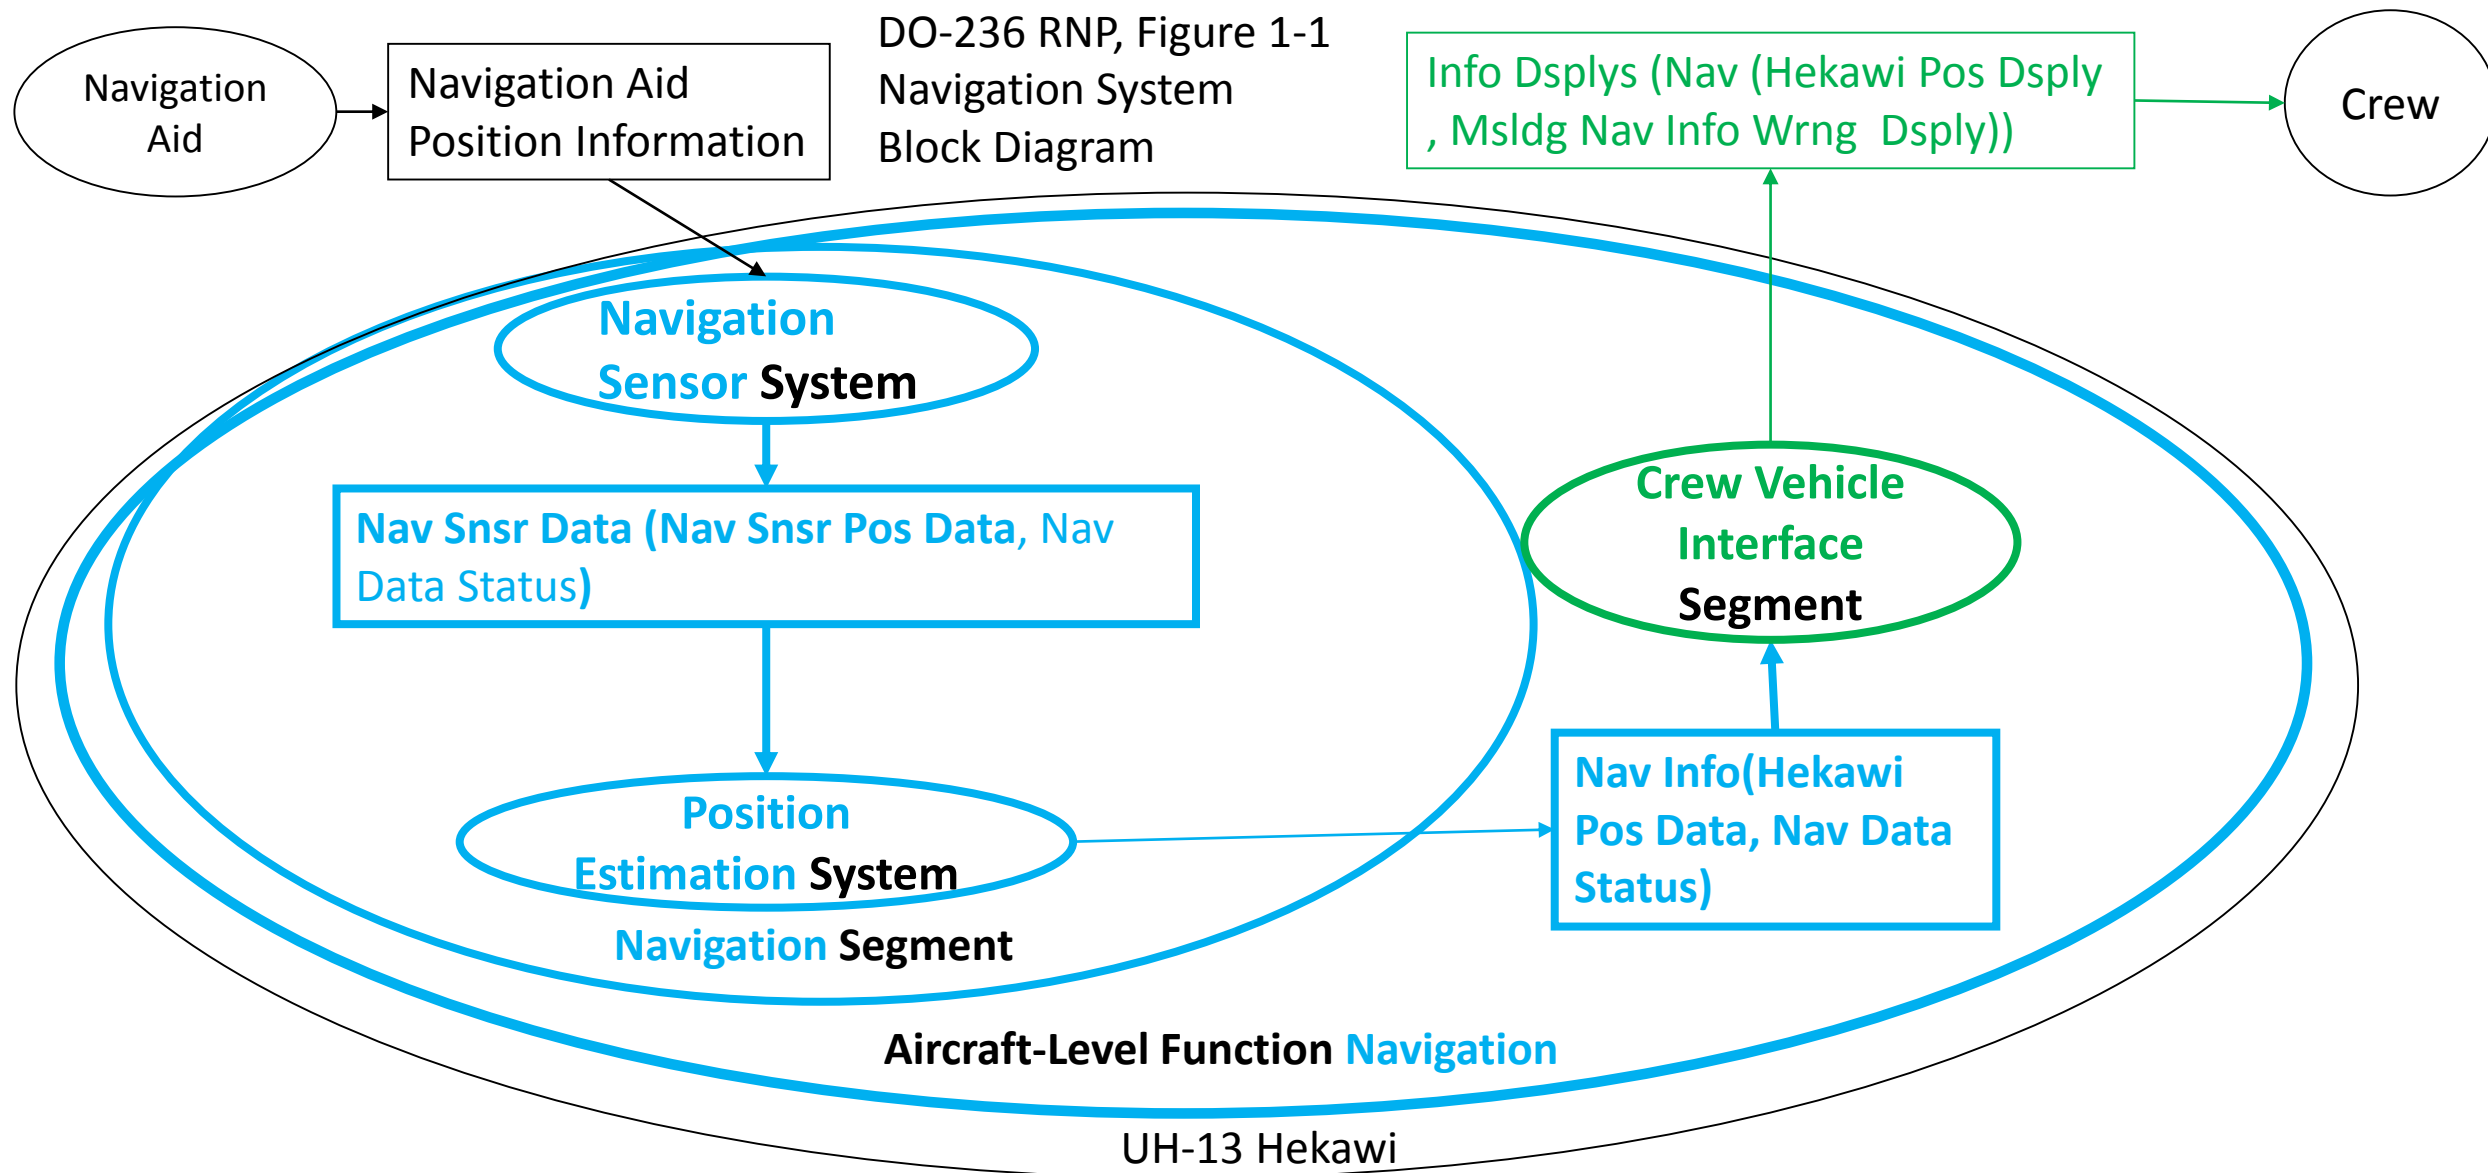 Navigation
Aid
Navigation Aid
Position Information
DO-236 RNP, Figure 1-1
Navigation System
Block Diagram
Info Dsplys (Nav (Hekawi Pos Dsply
, Msldg Nav Info Wrng  Dsply))
Crew
Navigation
Sensor System
Nav Snsr Data (Nav Snsr Pos Data, Nav
Data Status)
Crew Vehicle
Interface
Segment
Position
Estimation System
Nav Info(Hekawi
Pos Data, Nav Data
Status)
Navigation Segment
Aircraft-Level Function Navigation
UH-13 Hekawi